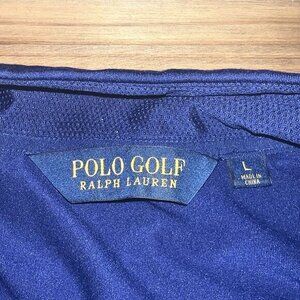 POLO GOLF
RALPH LAUREN
L
MADE IN
CHINA